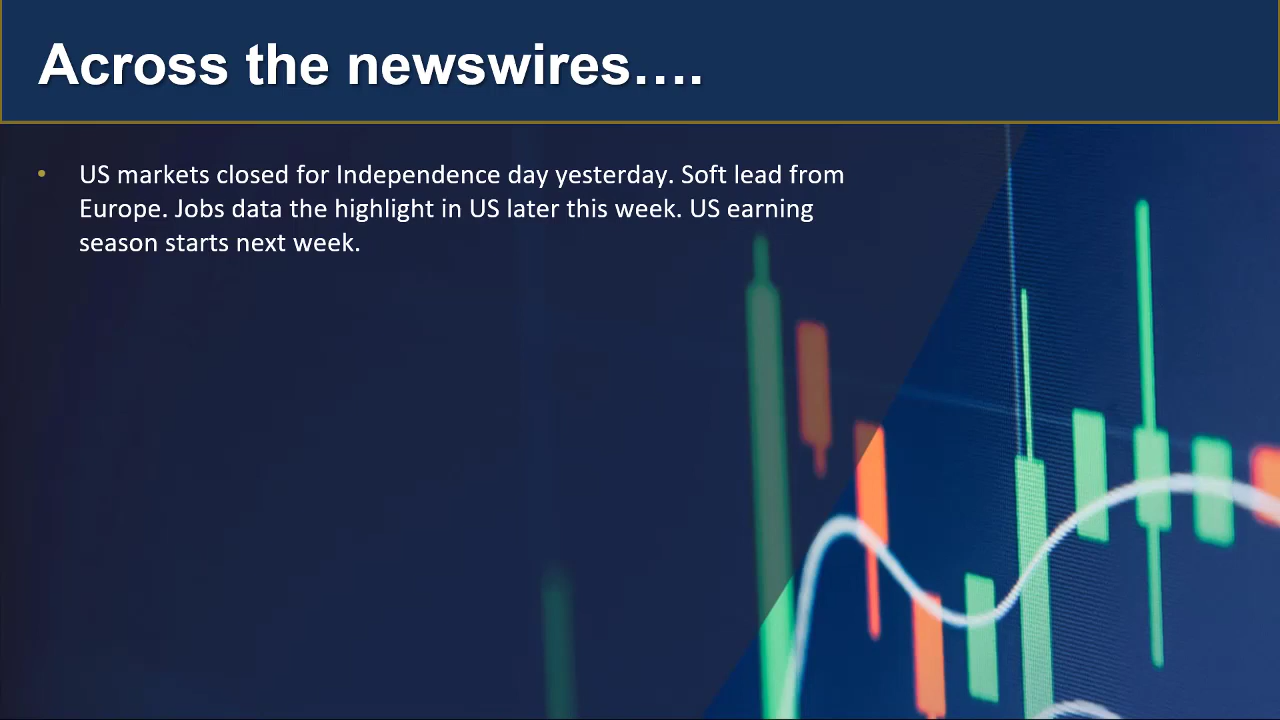 Across the newswires….
• US markets closed for Independence day yesterday. Soft lead from
Europe. Jobs data the highlight in US later this week. US earning
season starts next week.